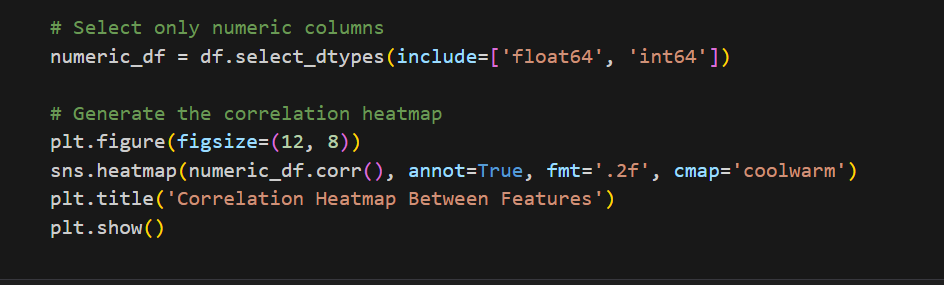 # Select only numeric columns
numeric_df = df.select_dtypes(include=['float64', 'int64'])
# Generate the correlation heatmap
plt.figure(figsize=(12, 8))
sns.heatmap(numeric_df.corr(), annot=True, fmt='.2f', cmap='coolwarm')
plt.title('Correlation Heatmap Between Features')
plt.show()